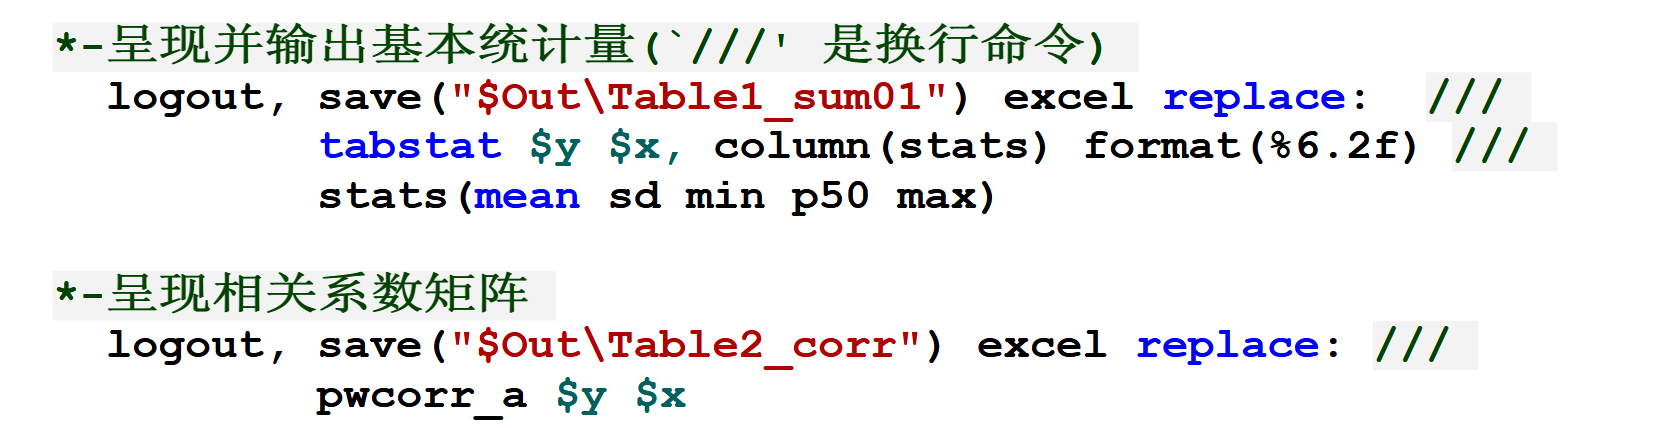 *-呈现并输出基本统计量(`///' 是换行命令)
logout, save("$Out\Table1_sum01") excel replace: ///
tabstat $y $x, column(stats) format(%6.2f) ///
stats(mean sd min p50 max)
*-呈现相关系数矩阵
logout, save("$Out\Table2_corr") excel replace: ///
pwcorr_a $y $x